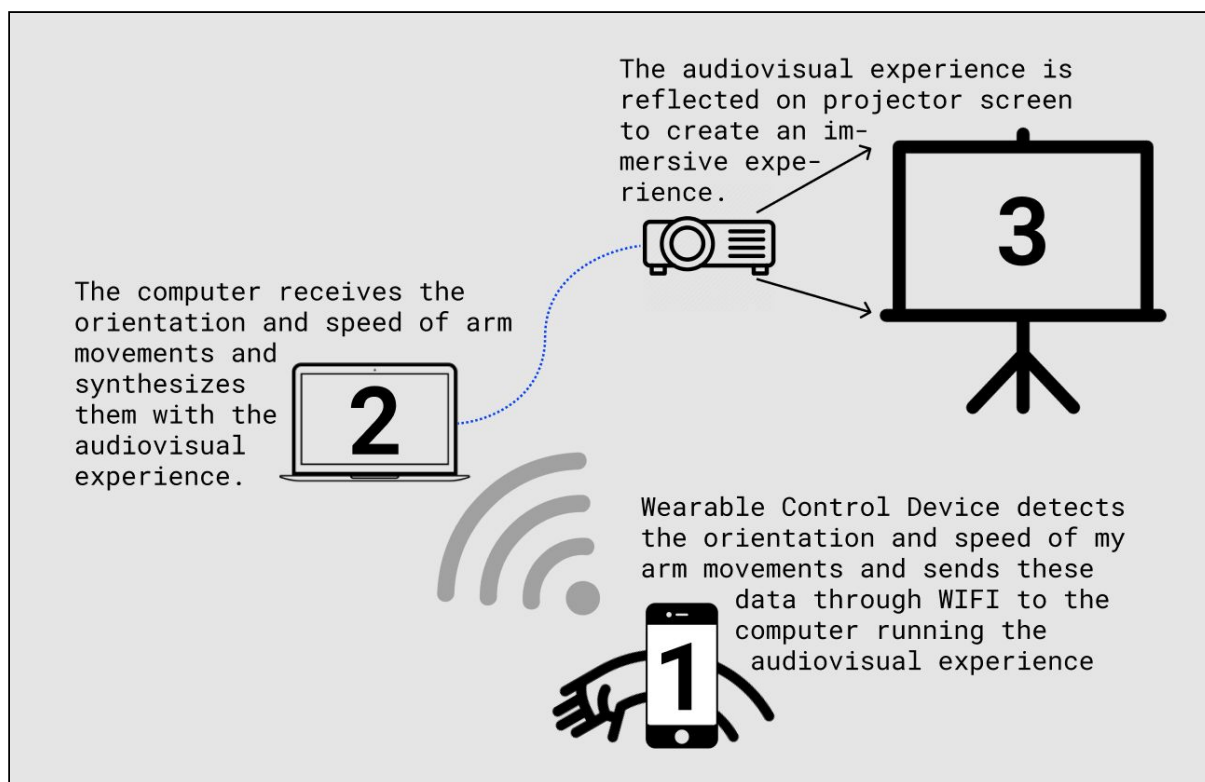 The audiovisual experience is
reflected on projector screen
to create an im-
mersive expe-
rience.
3
The computer receives the
orientation and speed of arm
movements and
synthesizes
them with the
audiovisual
experience.
2
Wearable Control Device detects
the orientation and speed of my
arm movements and sends these
data through WIFI to the
computer running the
audiovisual experience
1